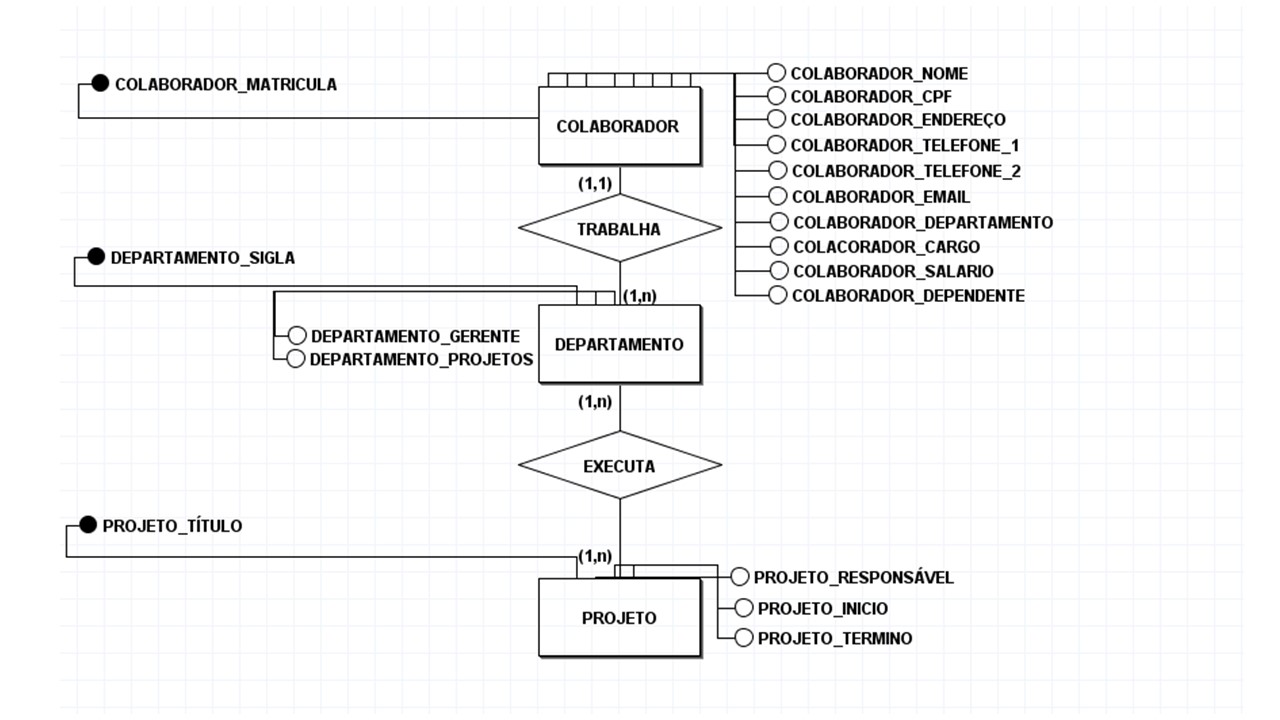 COLABORADOR_MATRICULA
COLABORADOR
COLABORADOR_NOME
COLABORADOR_CPF
COLABORADOR_ENDEREÇO
COLABORADOR_TELEFONE_1
COLABORADOR_TELEFONE_2
COLABORADOR_EMAIL
COLABORADOR_DEPARTAMENTO
COLACORADOR_CARGO
COLABORADOR_SALARIO
COLABORADOR_DEPENDENTE
(1,1)
TRABALHA
DEPARTAMENTO_SIGLA
(1,n)
DEPARTAMENTO_GERENTE
DEPARTAMENTO_PROJETOS
DEPARTAMENTO
(1,n)
EXECUTA
PROJETO_TÍTULO
(1,n)
PROJETO
PROJETO_RESPONSÁVEL
PROJETO_INICIO
PROJETO_TERMINO